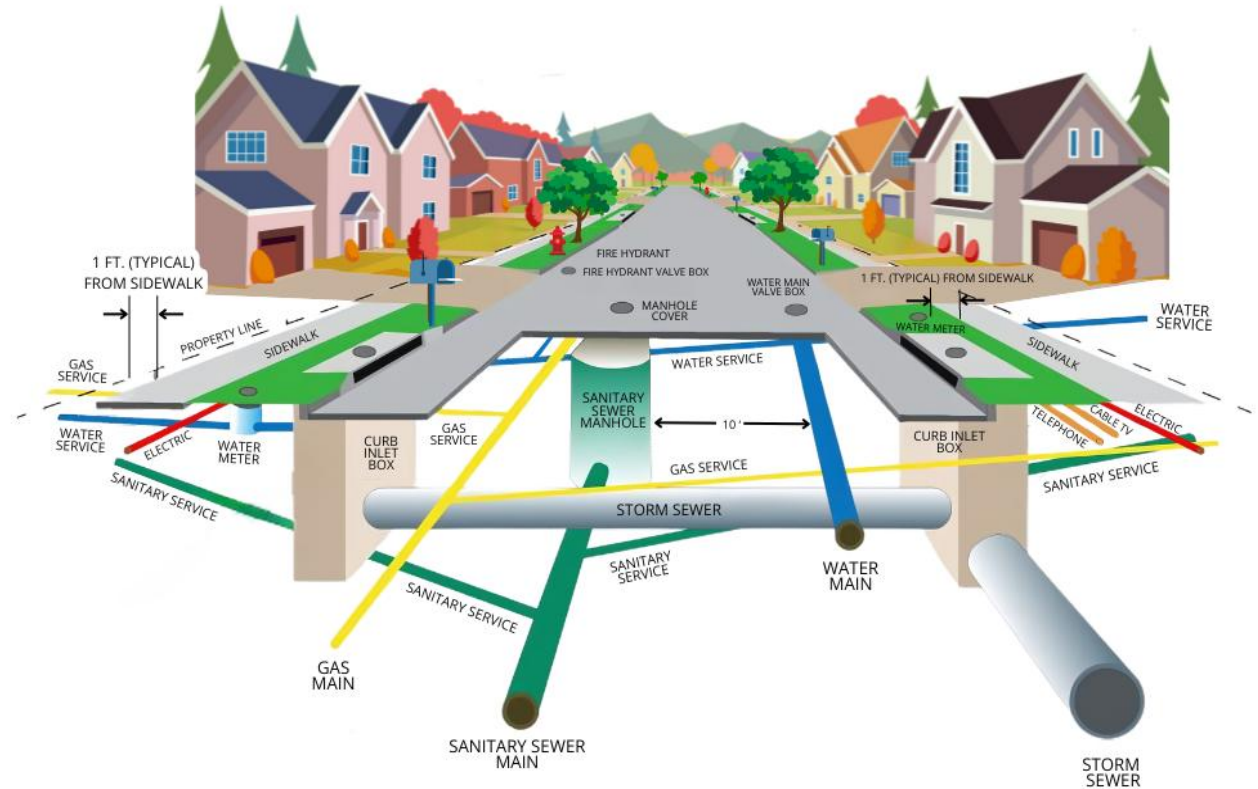 FIRE HYDRANT
FIRE HYDRANT VALVE BOX
1 FT. (TYPICAL)
FROM SIDEWALK
WATER MAIN
VALVE BOX
1 FT. (TYPICAL) FROM SIDEWALK
MANHOLE
COVER
WATER
SERVICE
PROPERTY LINE
SIDEWALK
WATER METER
SIDEWALK
GAS
SERVICE
WATER SERVICE
SANITARY
SEWER
MANHOLE
10 '
WATER
SERVICE
ELECTRIC
WATER
METER
CURB
INLET
BOX
GAS
SERVICE
CURB INLET
BOX
TELEPHONE
CABLE TV
ELECTRIC
GAS SERVICE
SANITARY SERVICE
SANITARY SERVICE
STORM SEWER
SANITARY
SERVICE
SANITARY SERVICE
WATER
MAIN
GAS
MAIN
SANITARY SEWER
MAIN
STORM
SEWER